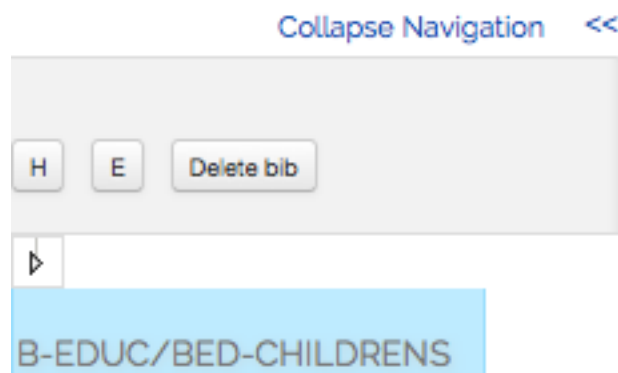 Collapse Navigation <<
H E Delete bib
B-EDUC/BED-CHILDRENS